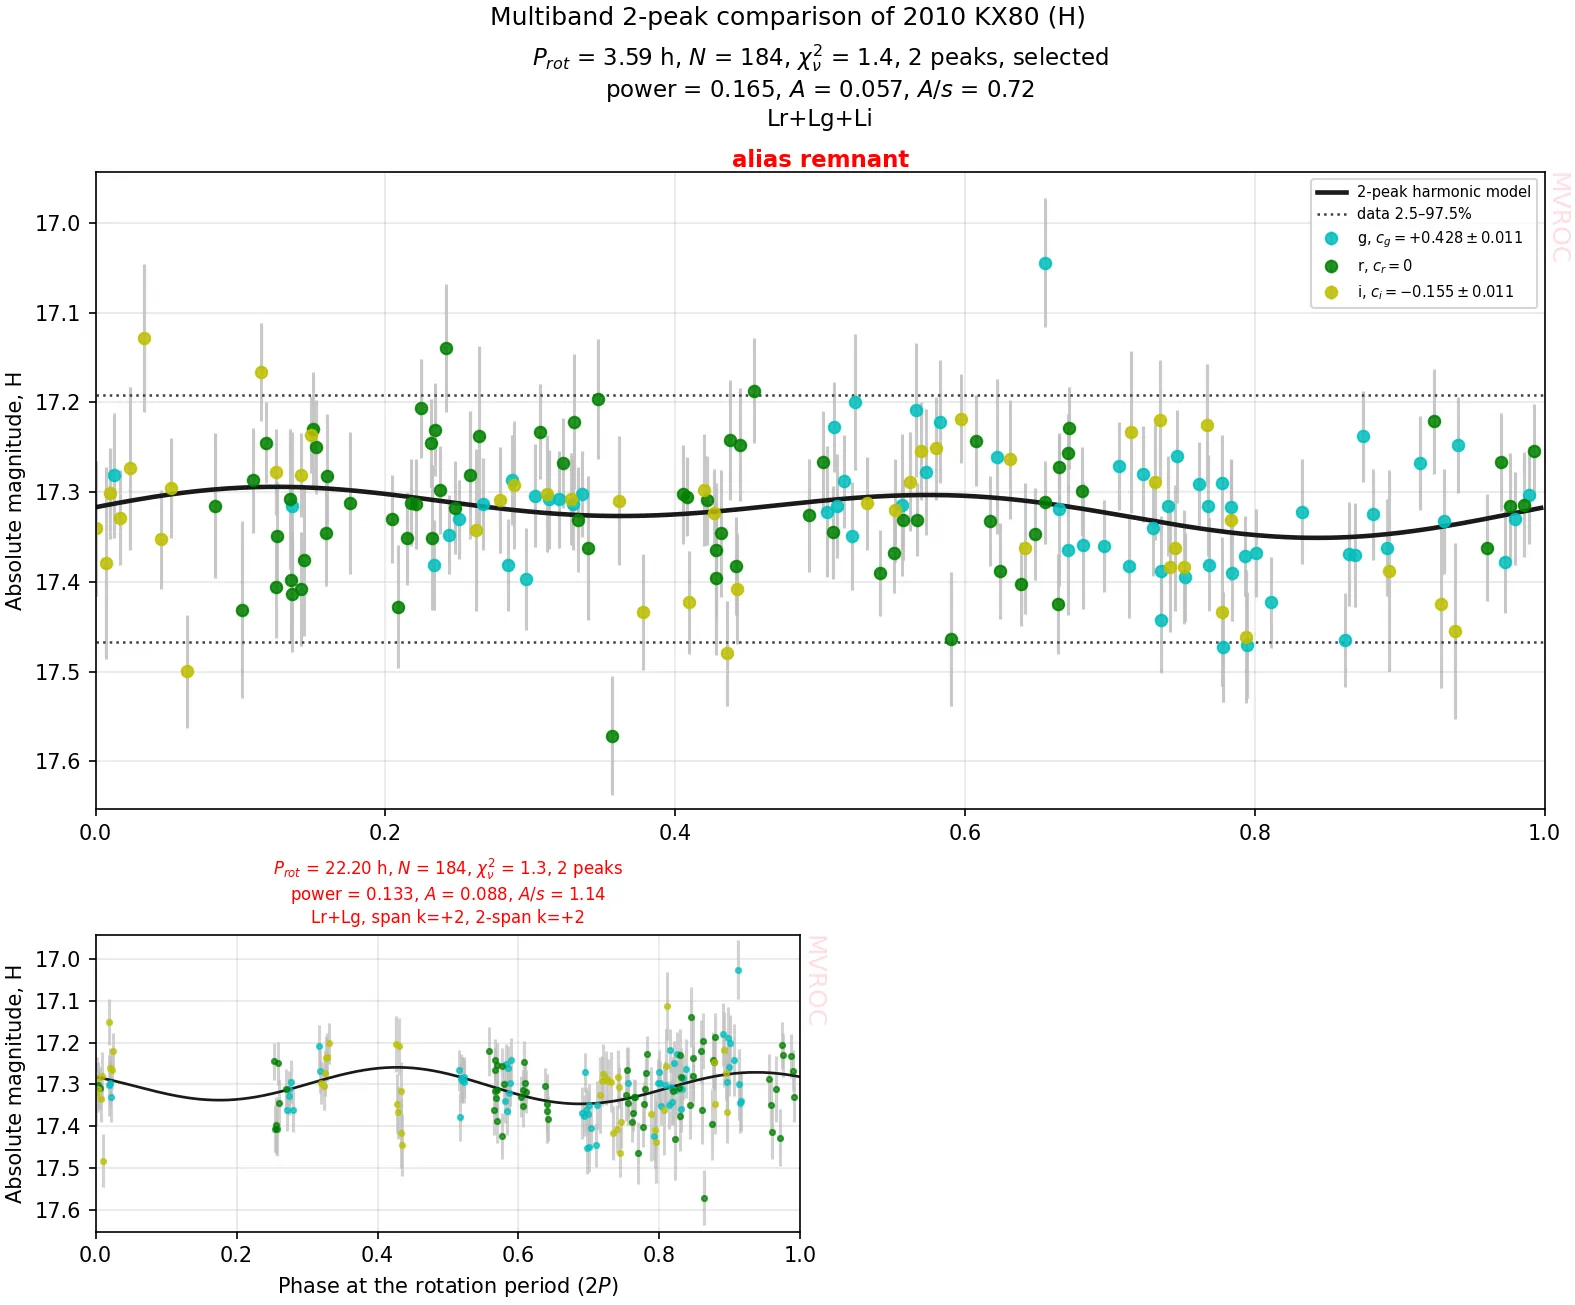 Multiband 2-peak comparison of 2010 KX80 (H)
P_rot = 3.59 h, N = 184, χ²_ν = 1.4, 2 peaks, selected
power = 0.165, A = 0.057, A/s = 0.72
Lr+Lg+Li
alias remnant
2-peak harmonic model
data 2.5–97.5%
g, c_g = +0.428 ± 0.011
r, c_r = 0
i, c_i = −0.155 ± 0.011
MVROC
Absolute magnitude, H
17.0
17.1
17.2
17.3
17.4
17.5
17.6
0.0 0.2 0.4 0.6 0.8 1.0
P_rot = 22.20 h, N = 184, χ²_ν = 1.3, 2 peaks
power = 0.133, A = 0.088, A/s = 1.14
Lr+Lg, span k=+2, 2-span k=+2
MVROC
Absolute magnitude, H
17.0
17.1
17.2
17.3
17.4
17.5
17.6
0.0 0.2 0.4 0.6 0.8 1.0
Phase at the rotation period (2P)